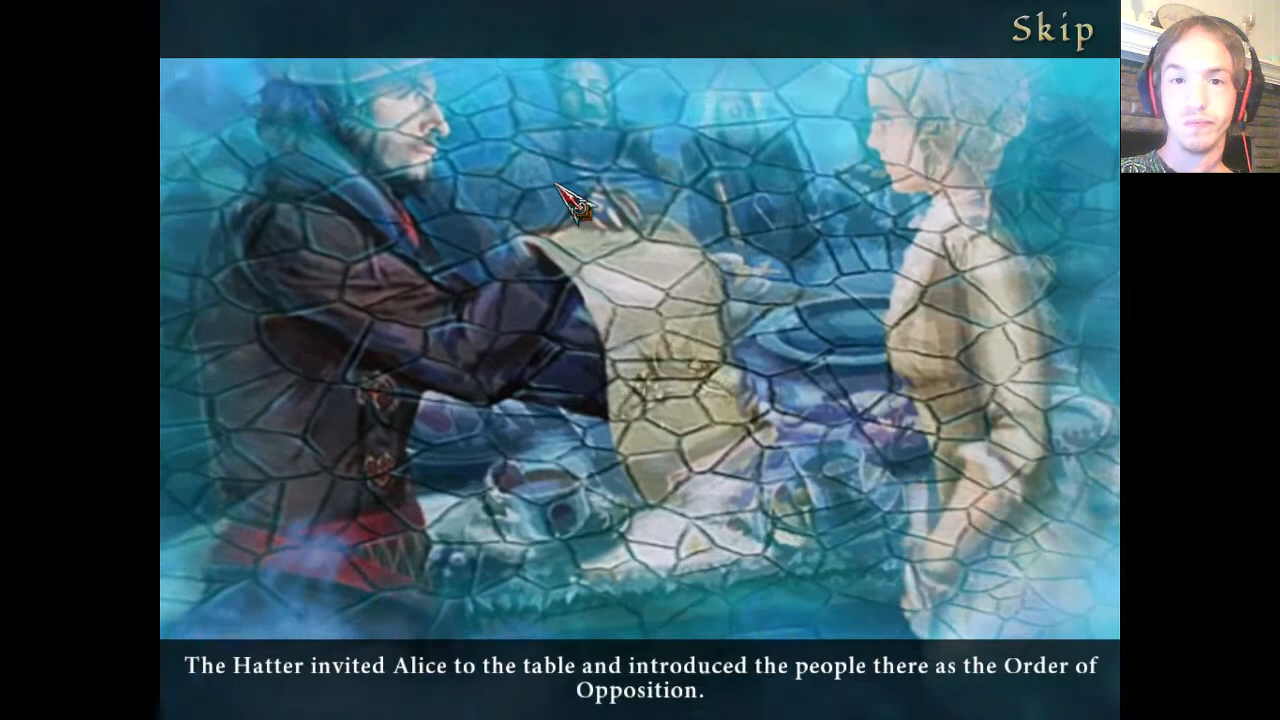 Skip
The Hatter invited Alice to the table and introduced the people there as the Order of
Opposition.